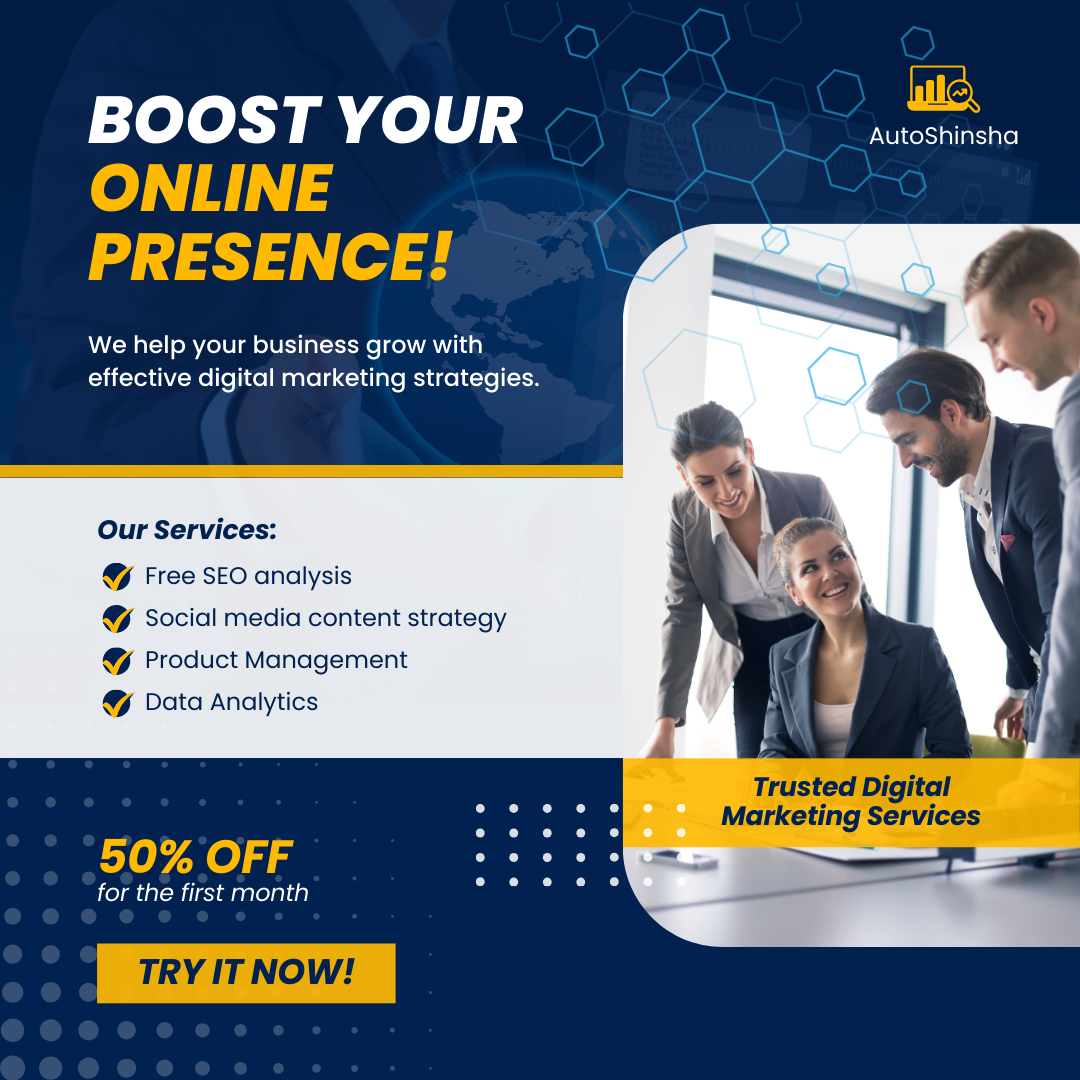 BOOST YOUR
ONLINE
PRESENCE!
AutoShinsha
We help your business grow with
effective digital marketing strategies.
Our Services:
Free SEO analysis
Social media content strategy
Product Management
Data Analytics
Trusted Digital
Marketing Services
50% OFF
for the first month
TRY IT NOW!